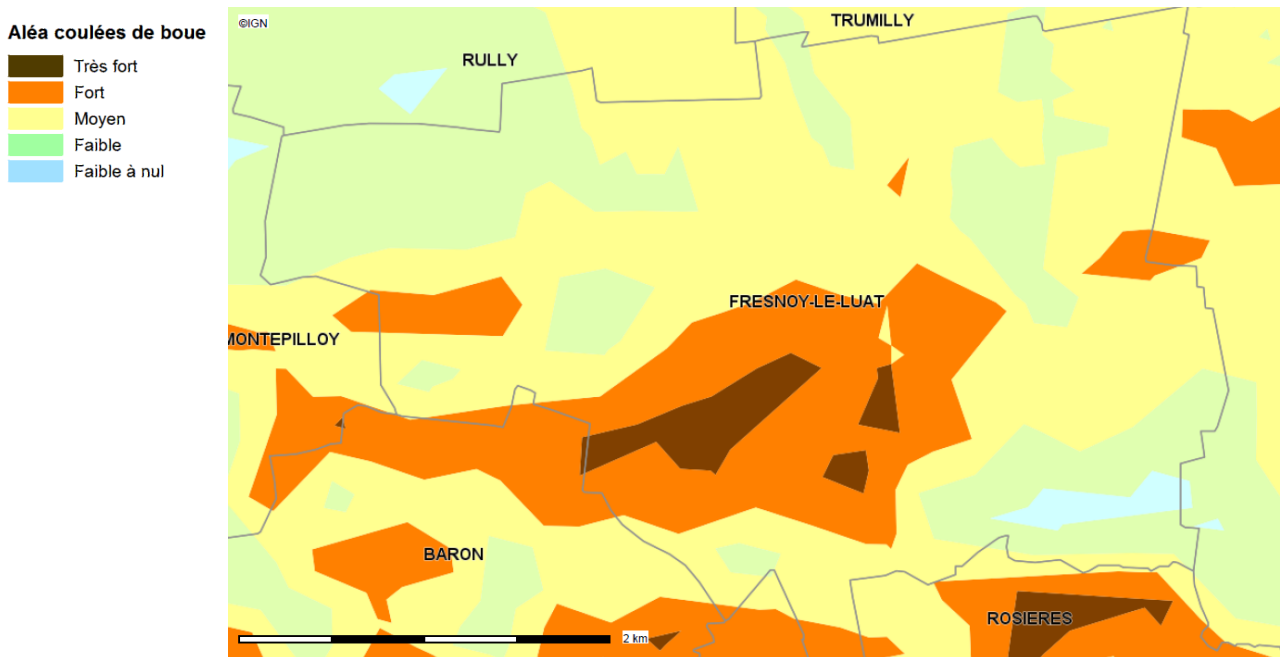 Aléa coulées de boue
Très fort
Fort
Moyen
Faible
Faible à nul
©IGN
TRUMILLY
RULLY
FRESNOY-LE-LUAT
MONTEPILLOY
BARON
ROSIERES
2 km